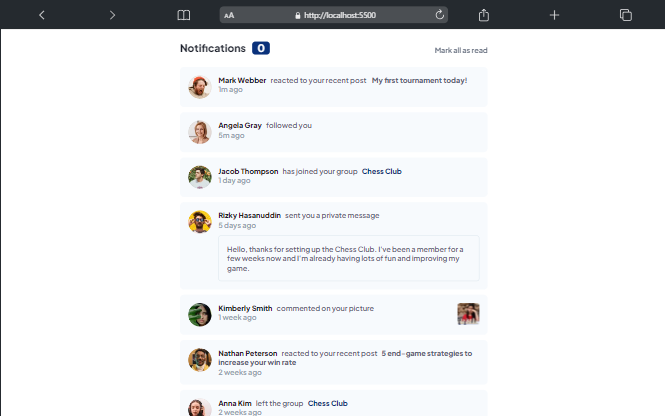 AA http://localhost:5500
Notifications 0 Mark all as read
Mark Webber reacted to your recent post My first tournament today!
1m ago
Angela Gray followed you
5m ago
Jacob Thompson has joined your group Chess Club
1 day ago
Rizky Hasanuddin sent you a private message
5 days ago
Hello, thanks for setting up the Chess Club. I've been a member for a
few weeks now and I'm already having lots of fun and improving my
game.
Kimberly Smith commented on your picture
1 week ago
Nathan Peterson reacted to your recent post 5 end-game strategies to
increase your win rate
2 weeks ago
Anna Kim left the group Chess Club
2 weeks ago